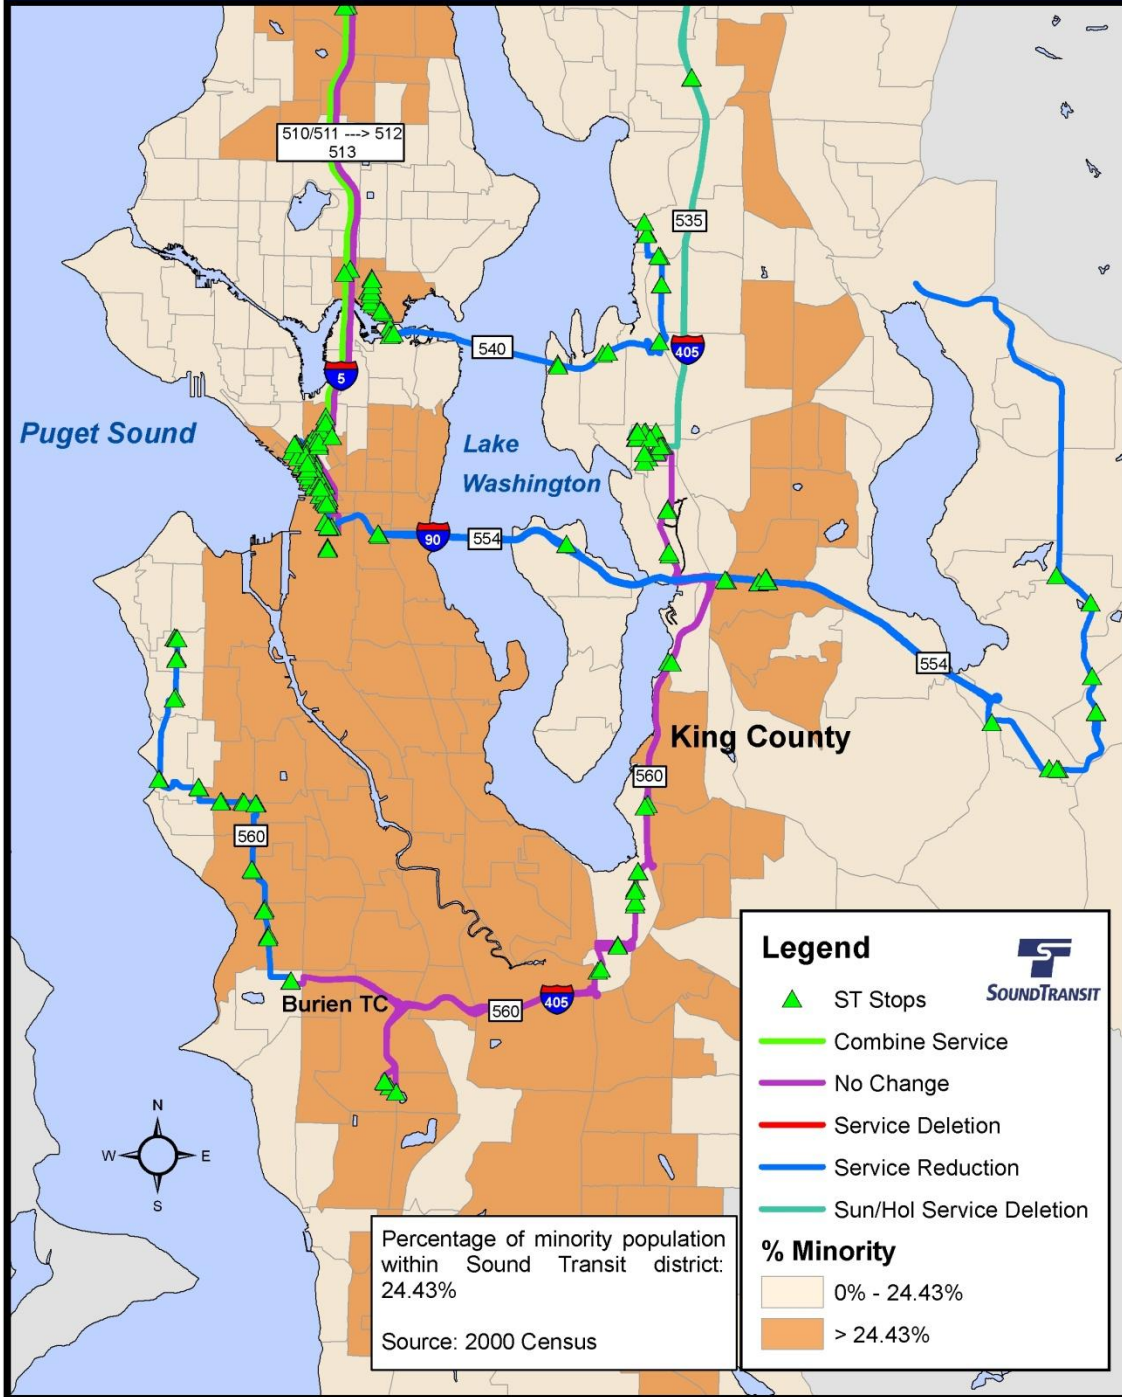 510/511 ---> 512
513
535
540
405
5
Puget Sound
Lake
Washington
90
554
554
King County
560
560
Burien TC
560
405
N
W
E
S
Legend
SOUNDTRANSIT
ST Stops
Combine Service
No Change
Service Deletion
Service Reduction
Sun/Hol Service Deletion
% Minority
0% - 24.43%
> 24.43%
Percentage of minority population
within Sound Transit district:
24.43%
Source: 2000 Census